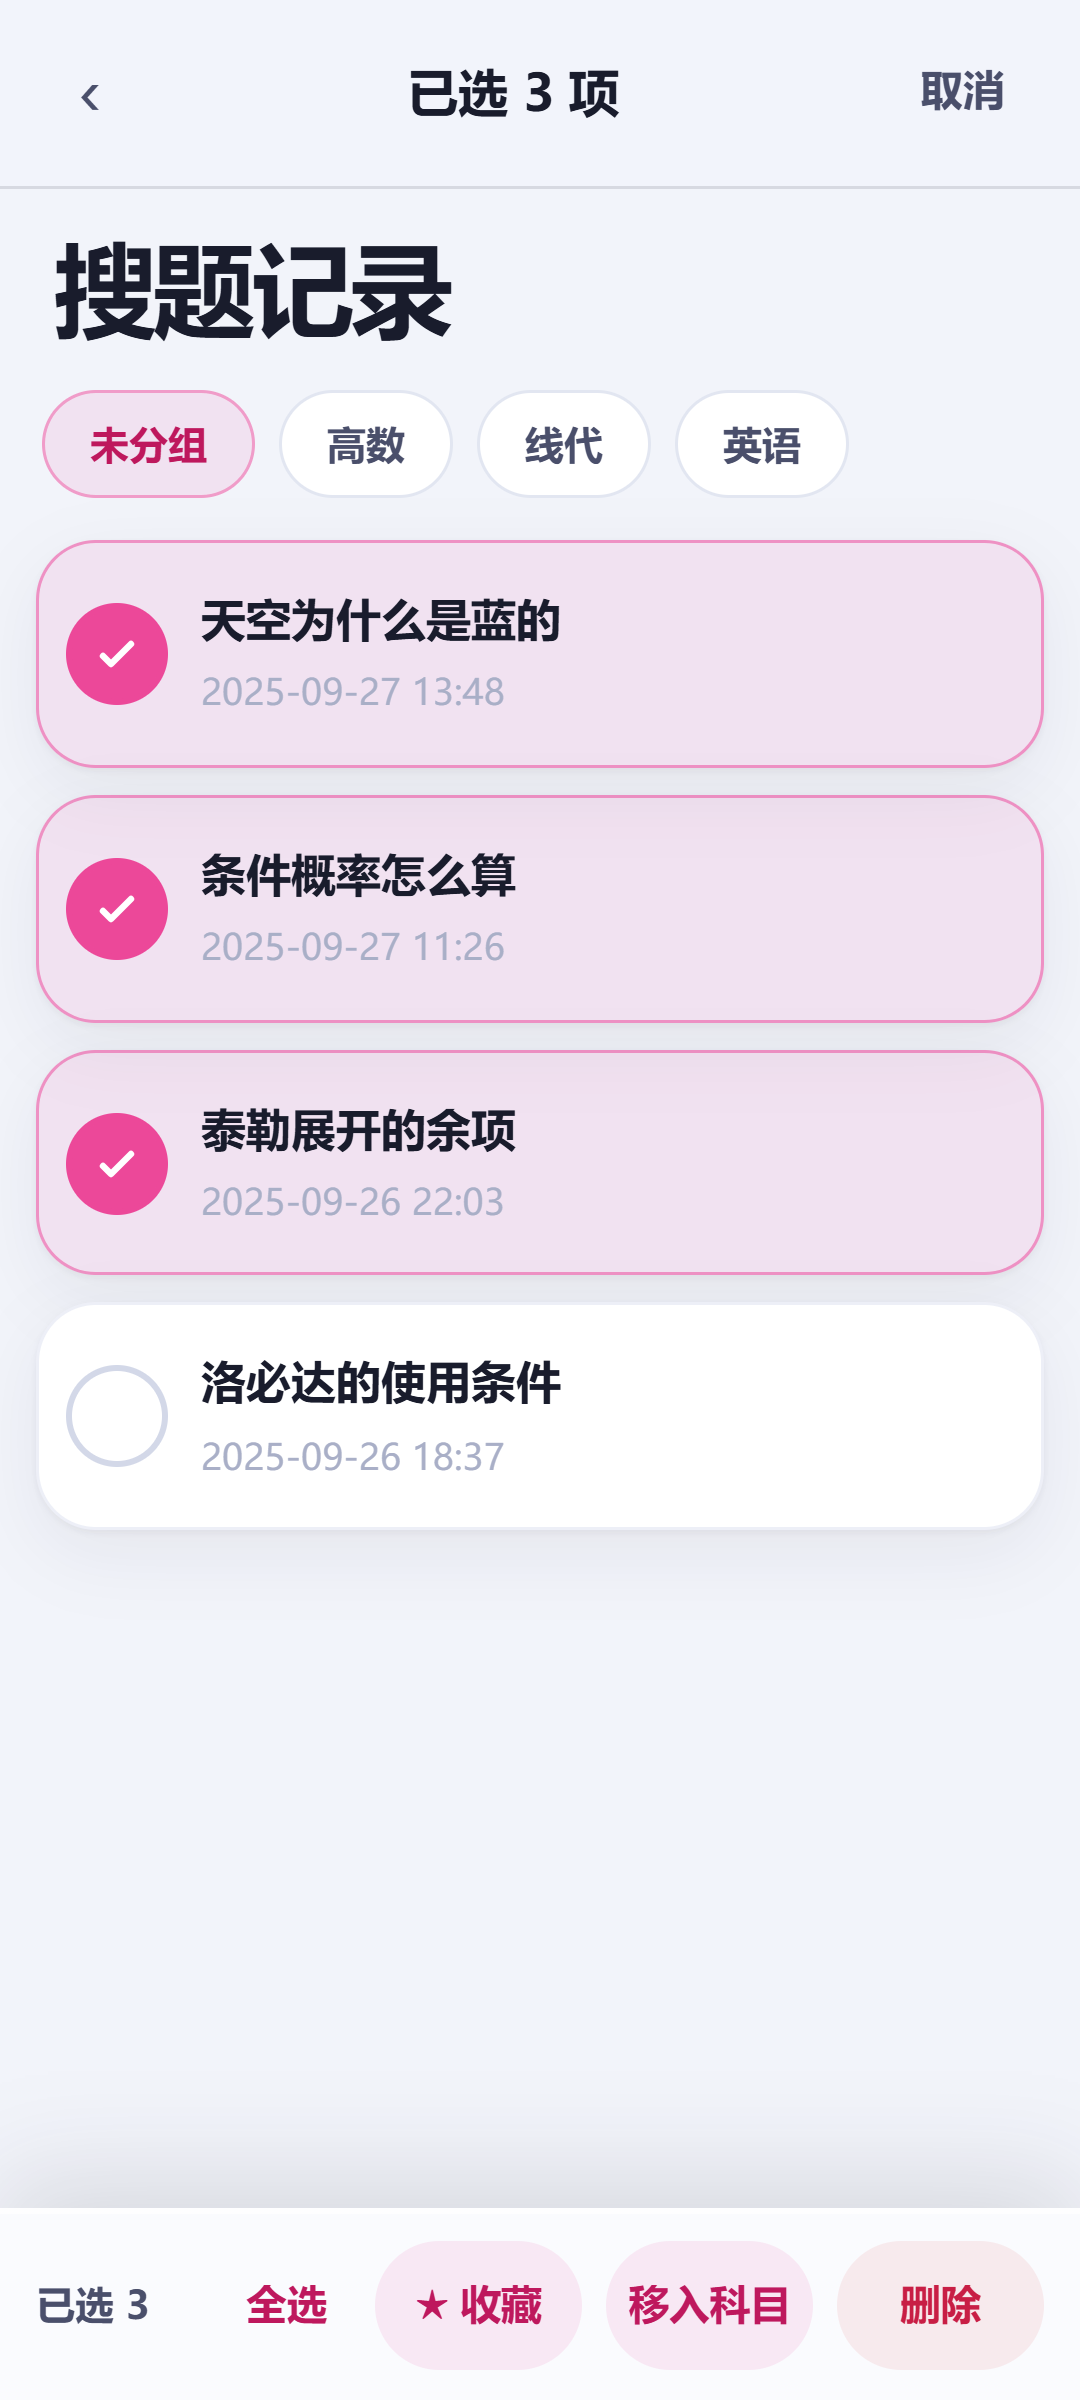 ‹ 已选 3 项 取消
搜题记录
未分组 高数 线代 英语
天空为什么是蓝的
2025-09-27 13:48
条件概率怎么算
2025-09-27 11:26
泰勒展开的余项
2025-09-26 22:03
洛必达的使用条件
2025-09-26 18:37
已选 3 全选 ★ 收藏 移入科目 删除